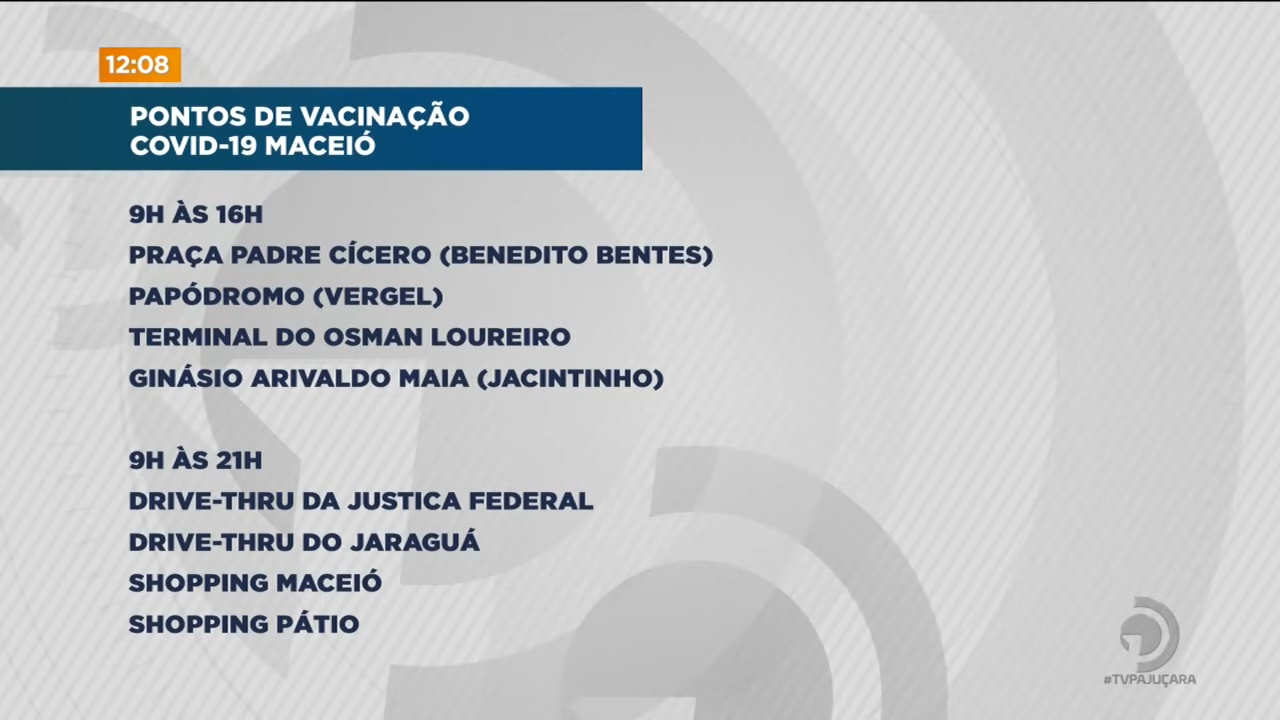 12:08
PONTOS DE VACINAÇÃO
COVID-19 MACEIÓ
9H ÀS 16H
PRAÇA PADRE CÍCERO (BENEDITO BENTES)
PAPÓDROMO (VERGEL)
TERMINAL DO OSMAN LOUREIRO
GINÁSIO ARIVALDO MAIA (JACINTINHO)
9H ÀS 21H
DRIVE-THRU DA JUSTICA FEDERAL
DRIVE-THRU DO JARAGUÁ
SHOPPING MACEIÓ
SHOPPING PÁTIO
#TVPAJUÇARA